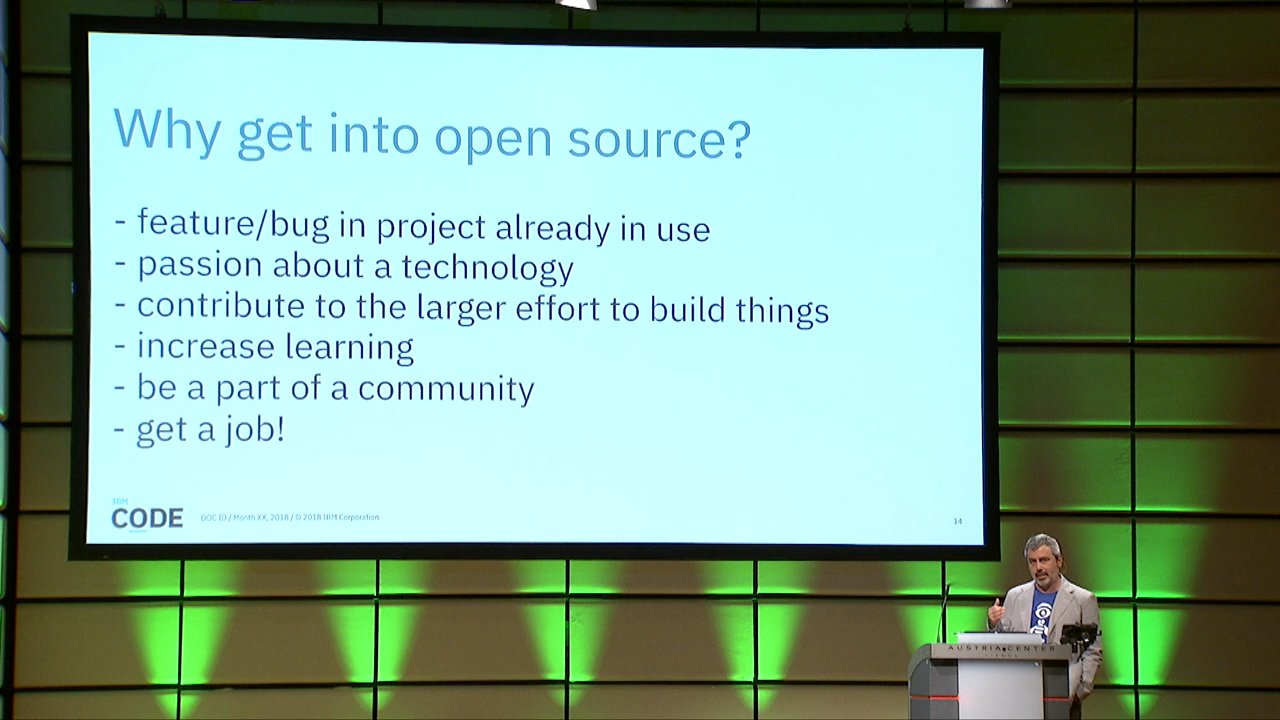 Why get into open source?
- feature/bug in project already in use
- passion about a technology
- contribute to the larger effort to build things
- increase learning
- be a part of a community
- get a job!
IBM
CODE
DOC ID / Month XX, 2018 / © 2018 IBM Corporation
14
AUSTRIA CENTER